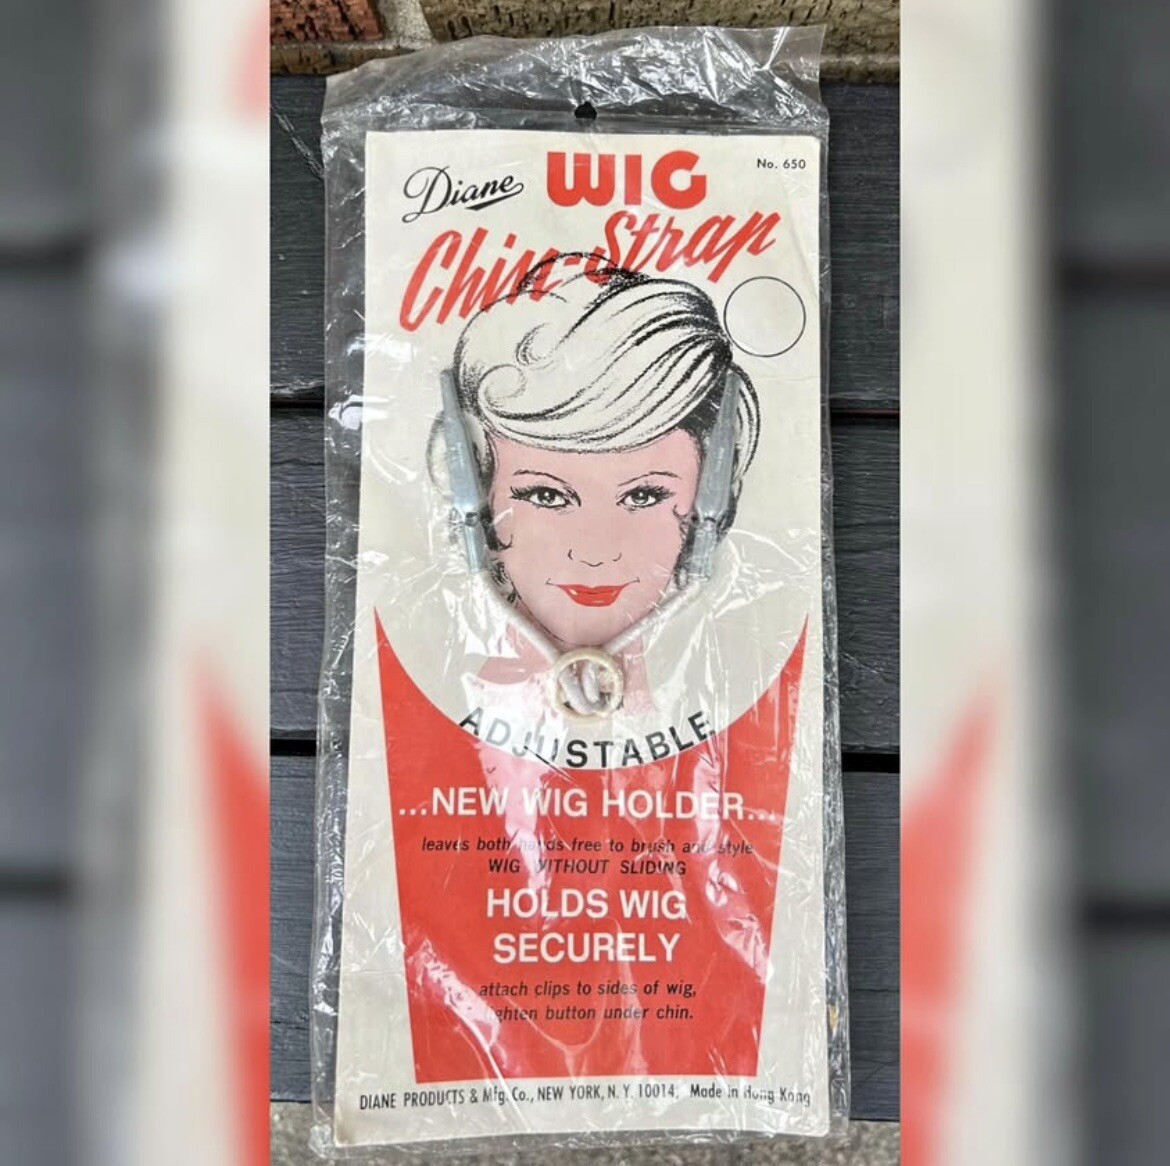 Diane WIG No. 650
Chin-Strap
ADJUSTABLE
...NEW WIG HOLDER...
leaves both hands free to brush and style
WIG WITHOUT SLIDING
HOLDS WIG
SECURELY
attach clips to sides of wig,
tighten button under chin.
DIANE PRODUCTS & Mfg. Co., NEW YORK, N. Y. 10014, Made in Hong Kong